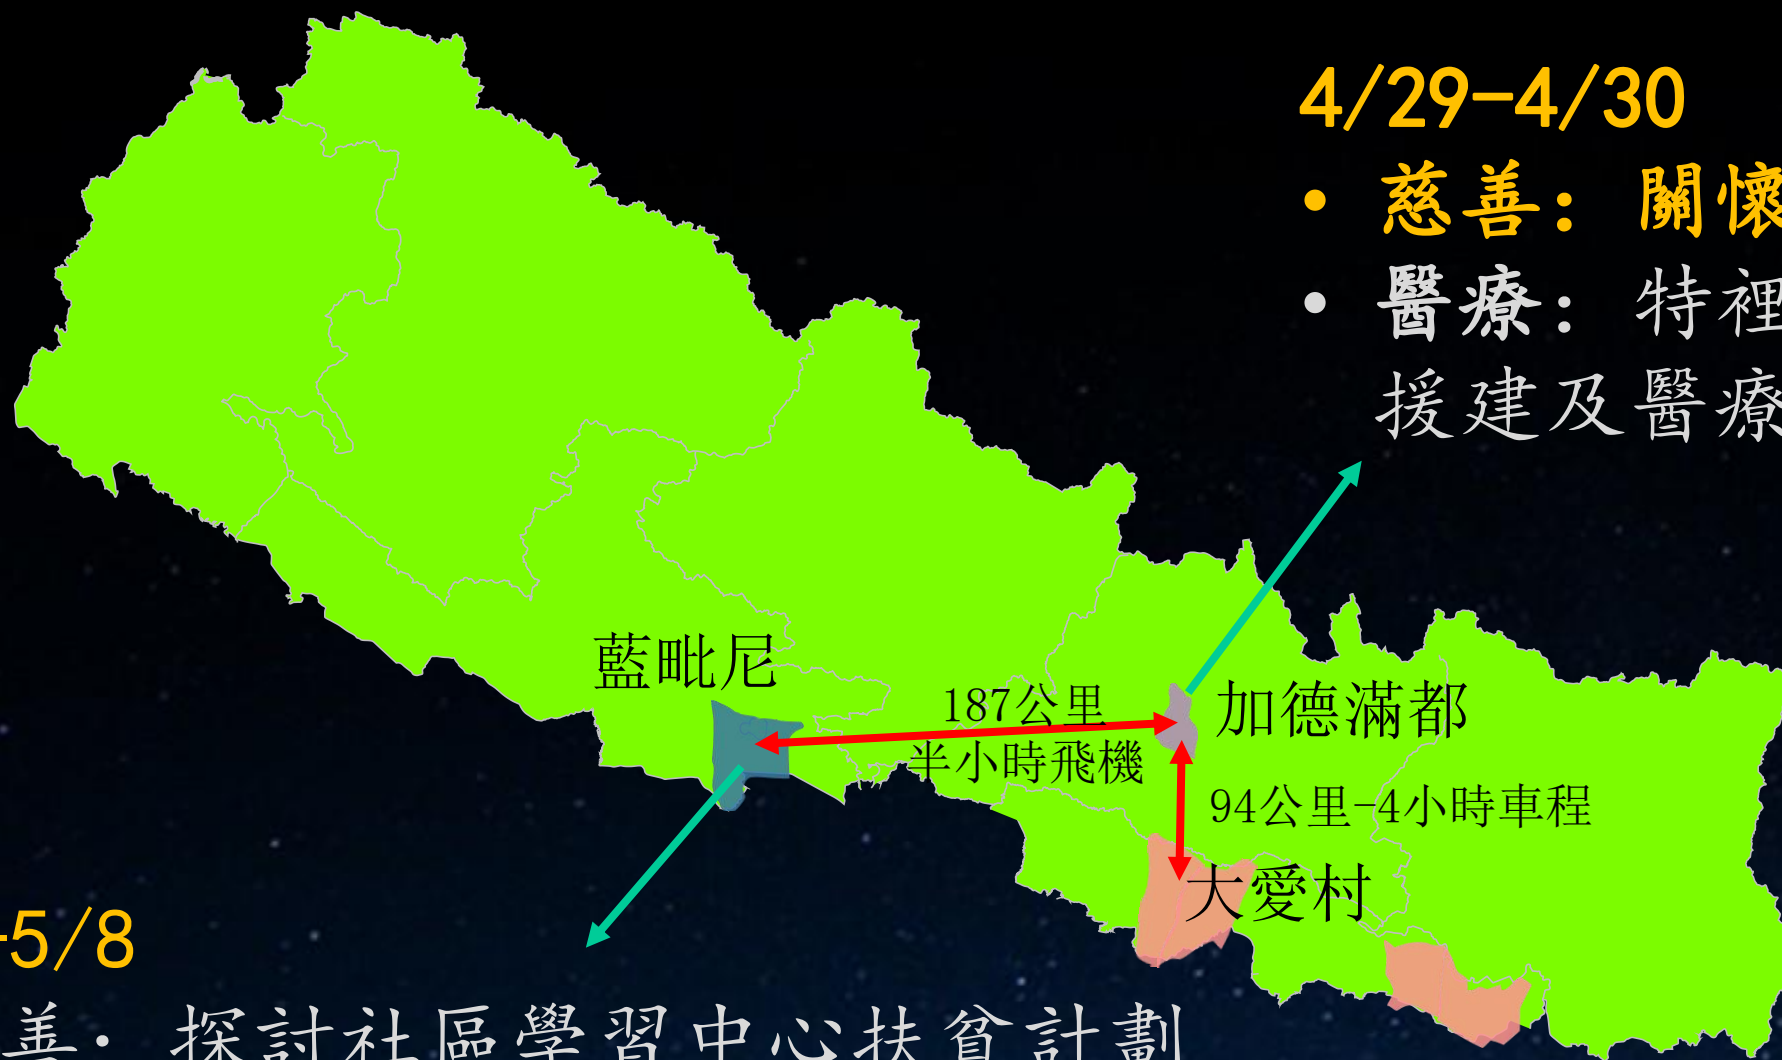 4/29-4/30
• 慈善：關懷
• 醫療：特裡
援建及醫療
藍毗尼
187公里
半小時飛機
加德滿都
94公里-4小時車程
大愛村
-5/8
善：探討社區學習中心扶貧計劃